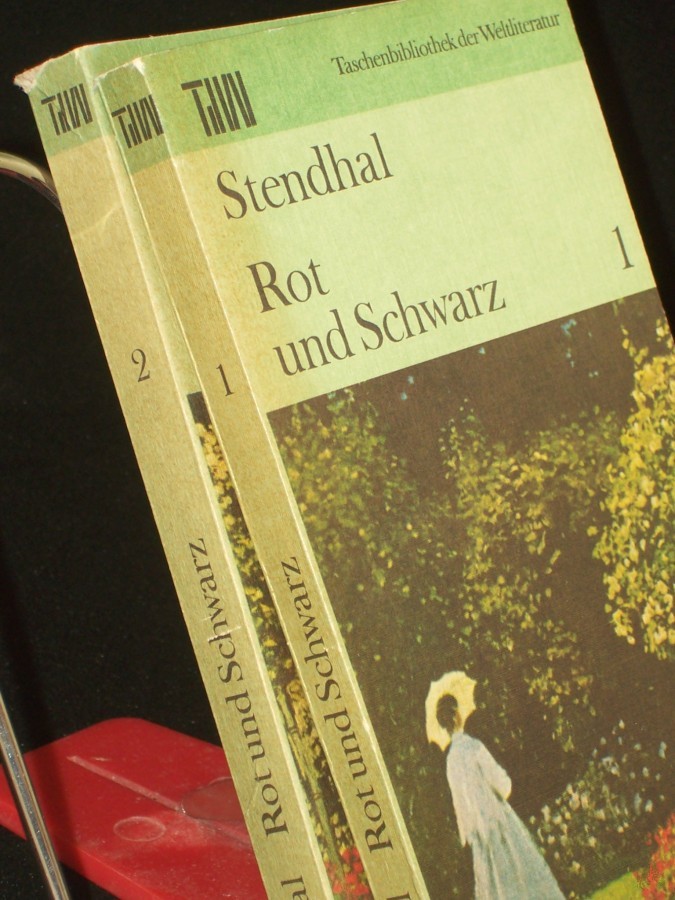 TdW
Taschenbibliothek der Weltliteratur
Stendhal
Rot
und Schwarz
1
TdW
1
Rot und Schwarz
TdW
2
Rot und Schwarz
al